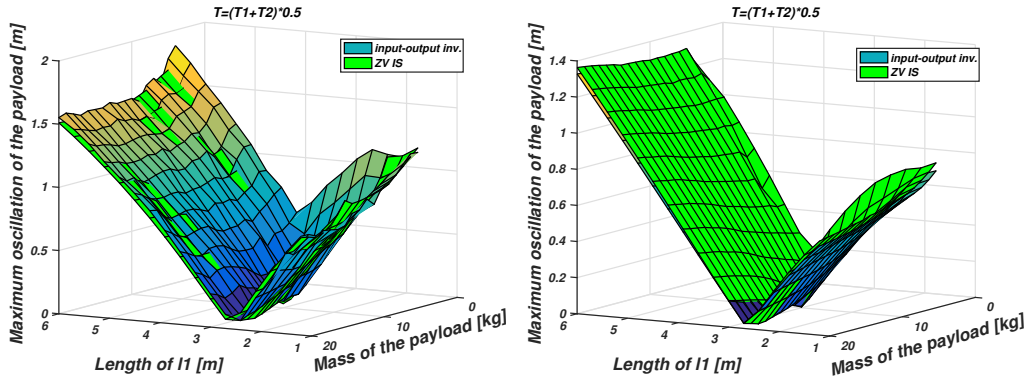 T=(T1+T2)*0.5
Maximum oscillation of the payload [m]
2
1.5
1
0.5
0
input-output inv.
ZV IS
6
5
4
3
2
1
Length of l1 [m]
20
10
0
Mass of the payload [kg]
T=(T1+T2)*0.5
Maximum oscillation of the payload [m]
1.4
1.2
1
0.8
0.6
0.4
0.2
0
input-output inv.
ZV IS
6
5
4
3
2
1
Length of l1 [m]
20
10
0
Mass of the payload [kg]